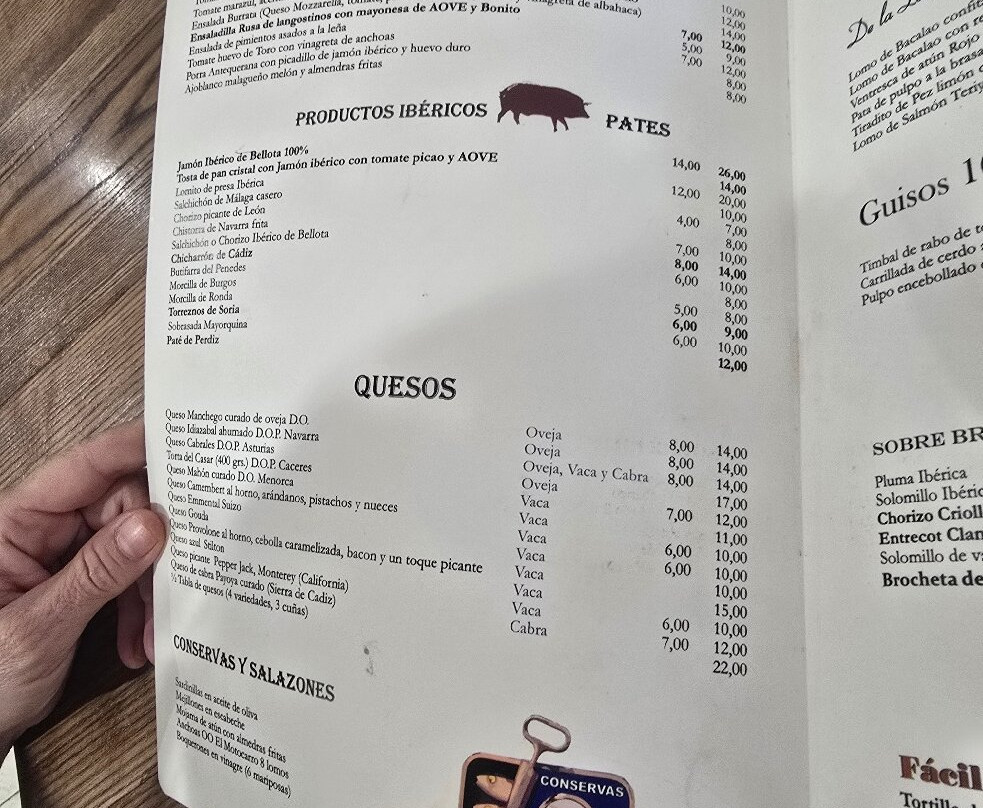 Tomate marazul,
Ensalada Burrata (Queso Mozzarella, vinagreta de albahaca) 10,00
Ensaladilla Rusa de langostinos con mayonesa de AOVE y Bonito 12,00
Ensalada de pimientos asados a la leña 14,00
Tomate huevo de Toro con vinagreta de anchoas 7,00 12,00
Porra Antequerana con picadillo de jamón ibérico y huevo duro 5,00 9,00
Ajoblanco malagueño melón y almendras fritas 7,00 12,00
8,00
8,00
PRODUCTOS IBÉRICOS PATES
Jamón Ibérico de Bellota 100% 14,00 26,00
Tosta de pan cristal con Jamón ibérico con tomate picao y AOVE 14,00
Lomito de presa Ibérica 12,00 20,00
Salchichón de Málaga casero 10,00
Chorizo picante de León 4,00 7,00
Chistorra de Navarra frita 8,00
Salchichón o Chorizo Ibérico de Bellota 7,00 10,00
Chicharrón de Cádiz 8,00 14,00
Butifarra del Penedes 6,00 10,00
Morcilla de Burgos 8,00
Morcilla de Ronda 5,00 8,00
Torreznos de Soria 6,00 9,00
Sobrasada Mayorquina 6,00 10,00
Paté de Perdiz 12,00
QUESOS
Queso Manchego curado de oveja D.O. Oveja 8,00 14,00
Queso Idiazabal ahumado D.O.P. Navarra Oveja 8,00 14,00
Queso Cabrales D.O.P. Asturias Oveja, Vaca y Cabra 8,00 14,00
Torta del Casar (400 grs.) D.O.P. Caceres Oveja 17,00
Queso Mahón curado D.O. Menorca Vaca 7,00 12,00
Queso Camembert al horno, arándanos, pistachos y nueces Vaca 11,00
Queso Emmental Suizo Vaca 6,00 10,00
Queso Gouda Vaca 6,00 10,00
Queso Provolone al horno, cebolla caramelizada, bacon y un toque picante Vaca 10,00
Queso azul Stilton Vaca 15,00
Queso picante Pepper Jack, Monterey (California) Vaca 6,00 10,00
Queso de cabra Payoya curado (Sierra de Cadiz) Cabra 7,00 12,00
½ Tabla de quesos (4 variedades, 3 cuñas) 22,00
CONSERVAS Y SALAZONES
Sardinillas en aceite de oliva
Mejillones en escabeche
Mojama de atún con almedras fritas
Anchoas OO El Motocarro 8 lomos
Boquerones en vinagre (6 mariposas)
CONSERVAS
De la
Lomo de Bacalao confit
Lomo de Bacalao con
Ventresca de atún Rojo
Pata de pulpo a la brasa
Tiradito de Pez limón
Lomo de Salmón Teriy
Guisos
Timbal de rabo de
Carrillada de cerdo
Pulpo encebollado
SOBRE BR
Pluma Ibérica
Solomillo Ibéric
Chorizo Crioll
Entrecot
Solomillo de
Brocheta de
Fácil
Tortill